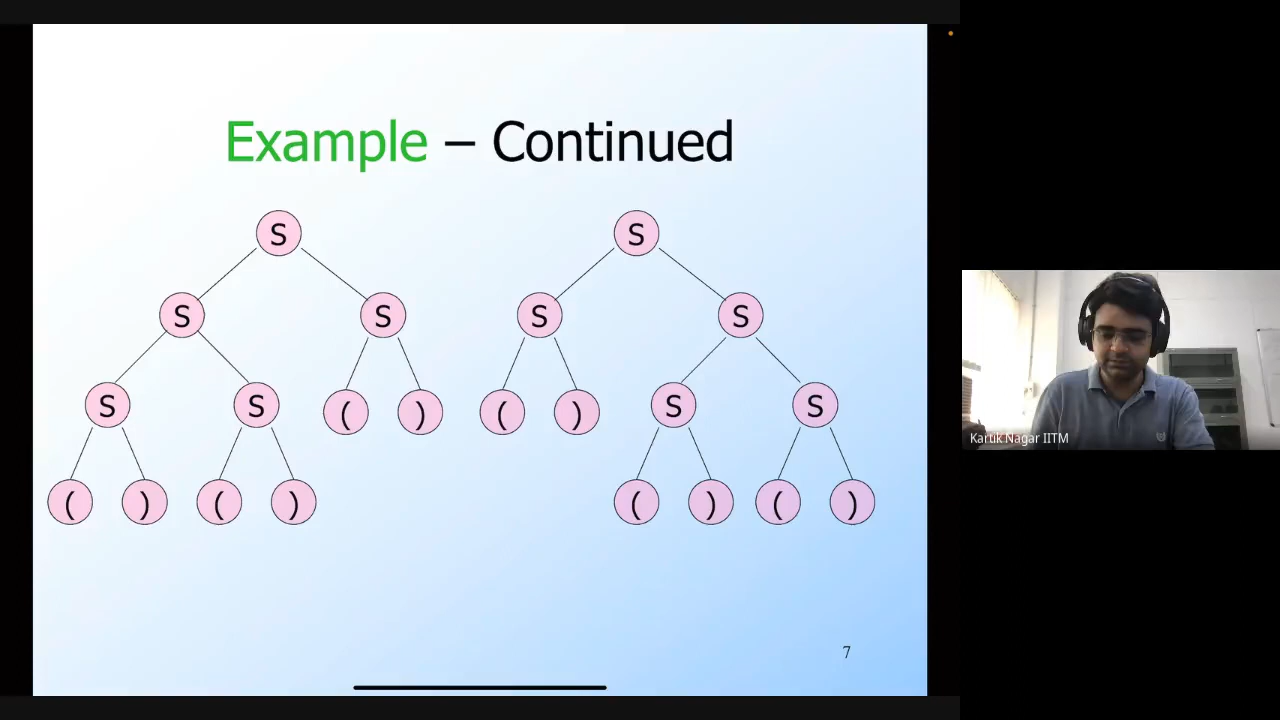 Example – Continued
S S
S S S S
S S ( ) ( ) S S
( ) ( ) ( ) ( )
7
Kartik Nagar IITM